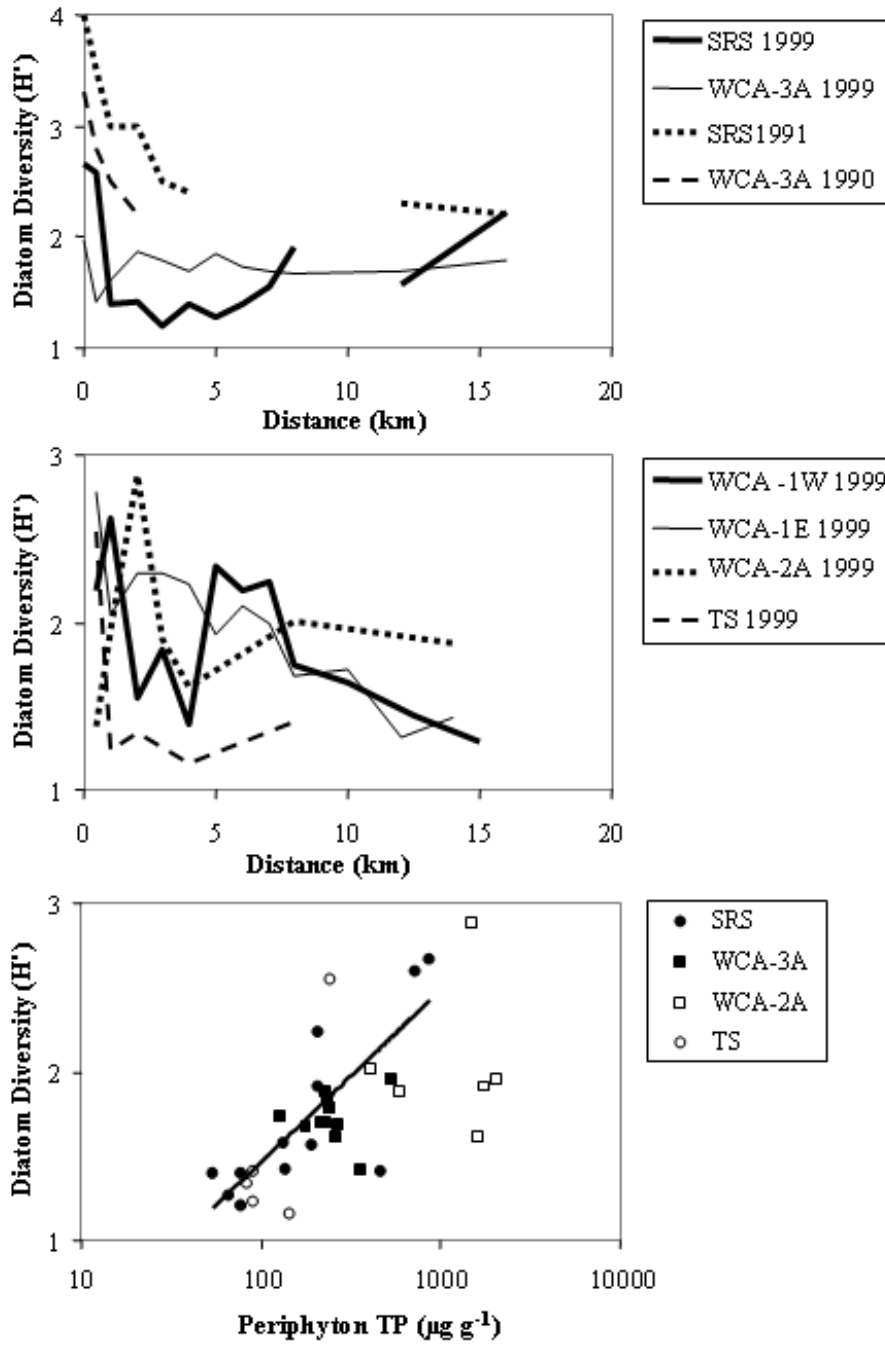 4
3
2
1
Diatom Diversity (H')
0
5
10
15
20
Distance (km)
SRS 1999
WCA-3A 1999
SRS1991
WCA-3A 1990
3
2
1
Diatom Diversity (H')
0
5
10
15
20
Distance (km)
WCA -1W 1999
WCA-1E 1999
WCA-2A 1999
TS 1999
3
2
1
Diatom Diversity (H')
10
100
1000
10000
Periphyton TP (µg g⁻¹)
SRS
WCA-3A
WCA-2A
TS